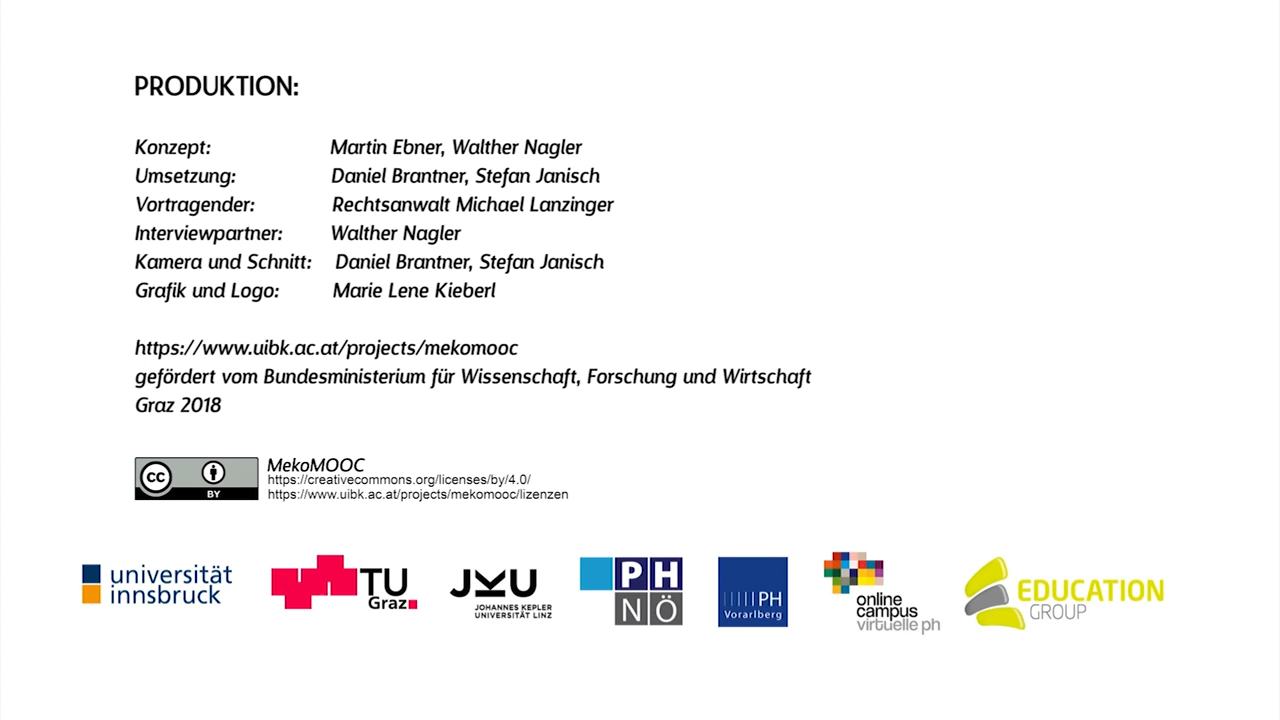 PRODUKTION:
Konzept: Martin Ebner, Walther Nagler
Umsetzung: Daniel Brantner, Stefan Janisch
Vortragender: Rechtsanwalt Michael Lanzinger
Interviewpartner: Walther Nagler
Kamera und Schnitt: Daniel Brantner, Stefan Janisch
Grafik und Logo: Marie Lene Kieberl
https://www.uibk.ac.at/projects/mekomooc
gefördert vom Bundesministerium für Wissenschaft, Forschung und Wirtschaft
Graz 2018
cc BY
MekoMOOC
https://creativecommons.org/licenses/by/4.0/
https://www.uibk.ac.at/projects/mekomooc/lizenzen
universität
innsbruck
TU
Graz
JKU
JOHANNES KEPLER
UNIVERSITÄT LINZ
PH
NÖ
PH
Vorarlberg
online
campus
virtuelle ph
EDUCATION
GROUP